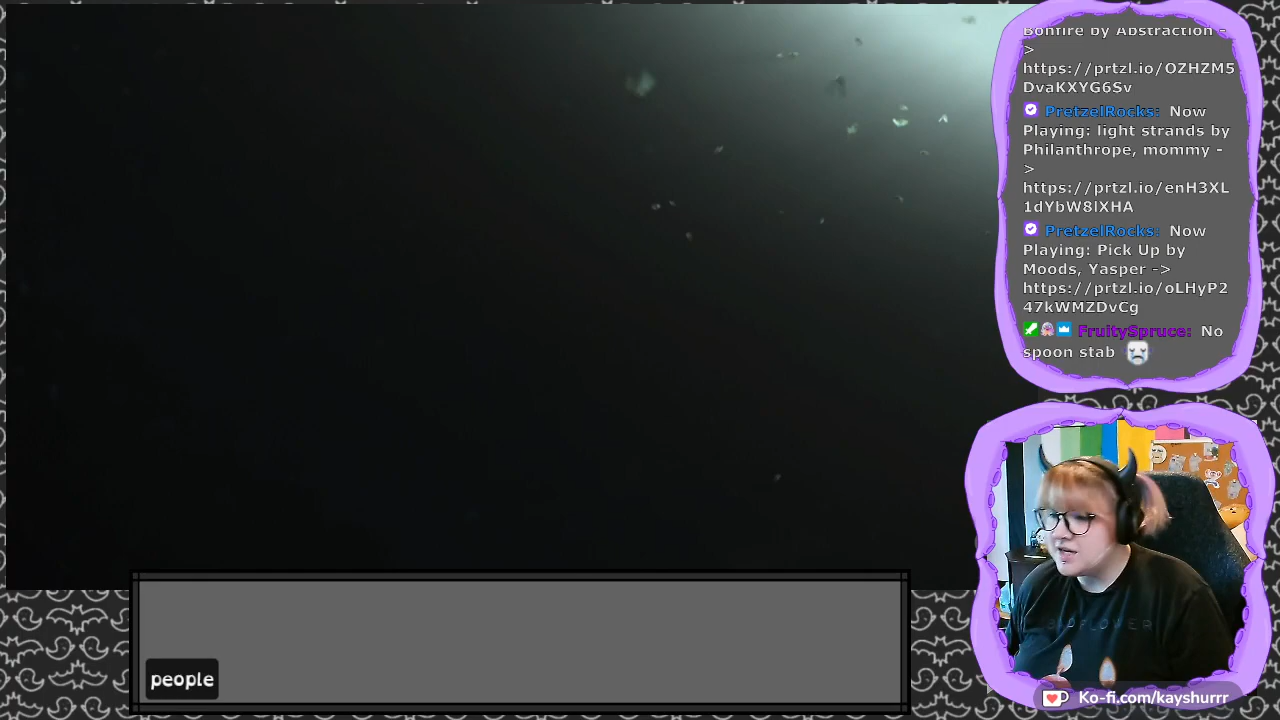 Bonfire by Abstraction -
>
https://prtzl.io/OZHZM5
DvaKXYG6Sv
PretzelRocks: Now
Playing: light strands by
Philanthrope, mommy -
>
https://prtzl.io/enH3XL
1dYbW8lXHA
PretzelRocks: Now
Playing: Pick Up by
Moods, Yasper ->
https://prtzl.io/oLHyP2
47kWMZDvCg
FruitySpruce: No
spoon stab
people
Ko-fi.com/kayshurrr